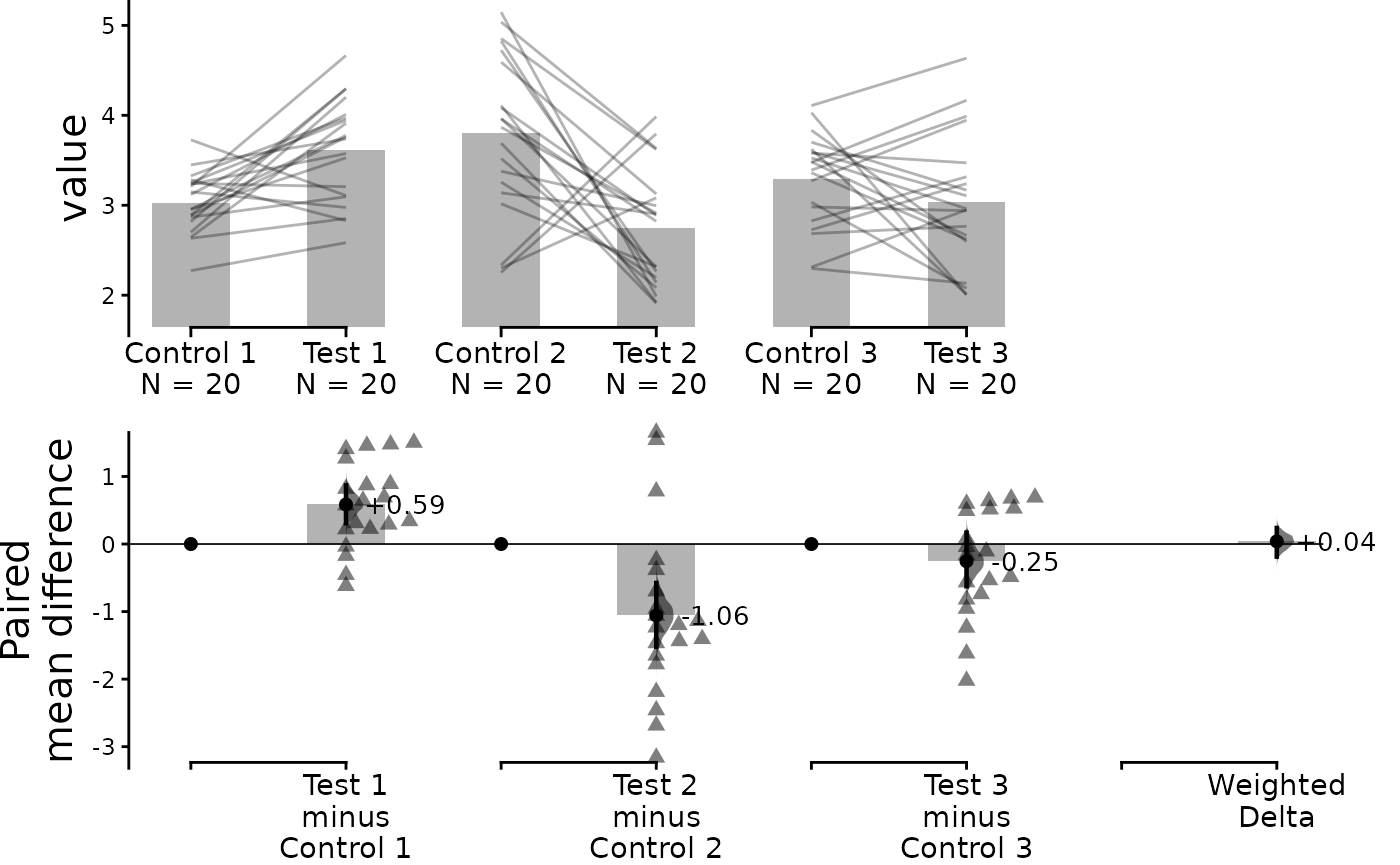 value
5
4
3
2
Control 1 Test 1 Control 2 Test 2 Control 3 Test 3
N = 20 N = 20 N = 20 N = 20 N = 20 N = 20
Paired
mean difference
1
0
-1
-2
-3
+0.59
-1.06
-0.25
+0.04
Test 1 Test 2 Test 3 Weighted
minus minus minus Delta
Control 1 Control 2 Control 3